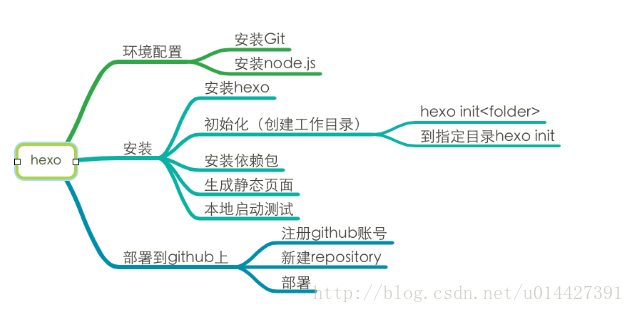 hexo
环境配置
安装Git
安装node.js
安装
安装hexo
初始化（创建工作目录）
hexo init<folder>
到指定目录hexo init
安装依赖包
生成静态页面
本地启动测试
部署到github上
注册github账号
新建repository
部署
http://blog.csdn.net/u014427391